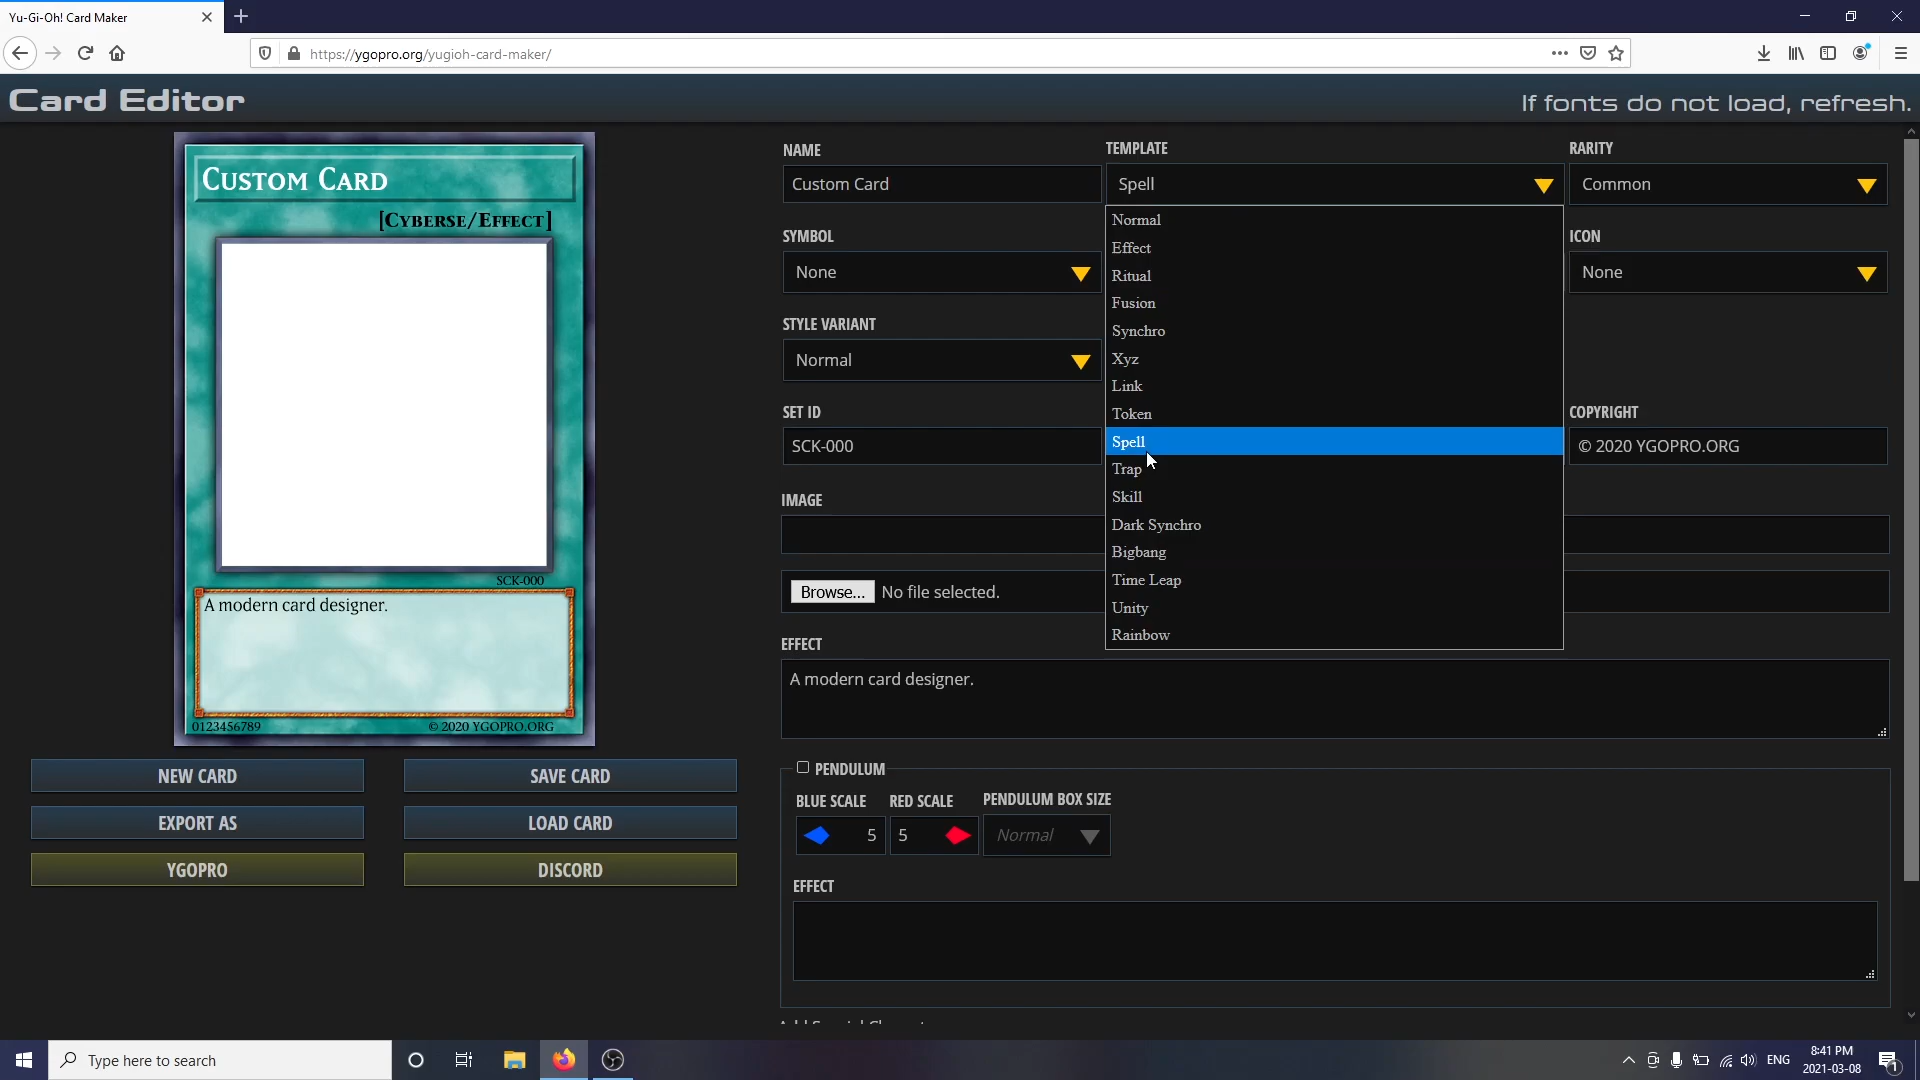 Yu-Gi-Oh! Card Maker
https://ygopro.org/yugioh-card-maker/
Card Editor
If fonts do not load, refresh.
Custom Card
[Cyberse/Effect]
SCK-000
A modern card designer.
0123456789
© 2020 YGOPRO.ORG
NEW CARD
SAVE CARD
EXPORT AS
LOAD CARD
YGOPRO
DISCORD
NAME
Custom Card
TEMPLATE
Spell
RARITY
Common
SYMBOL
None
ICON
None
STYLE VARIANT
Normal
SET ID
SCK-000
COPYRIGHT
© 2020 YGOPRO.ORG
Normal
Effect
Ritual
Fusion
Synchro
Xyz
Link
Token
Spell
Trap
Skill
Dark Synchro
Bigbang
Time Leap
Unity
Rainbow
IMAGE
Browse... No file selected.
EFFECT
A modern card designer.
PENDULUM
BLUE SCALE
RED SCALE
PENDULUM BOX SIZE
5
5
Normal
EFFECT
Type here to search
ENG
8:41 PM
2021-03-08
1